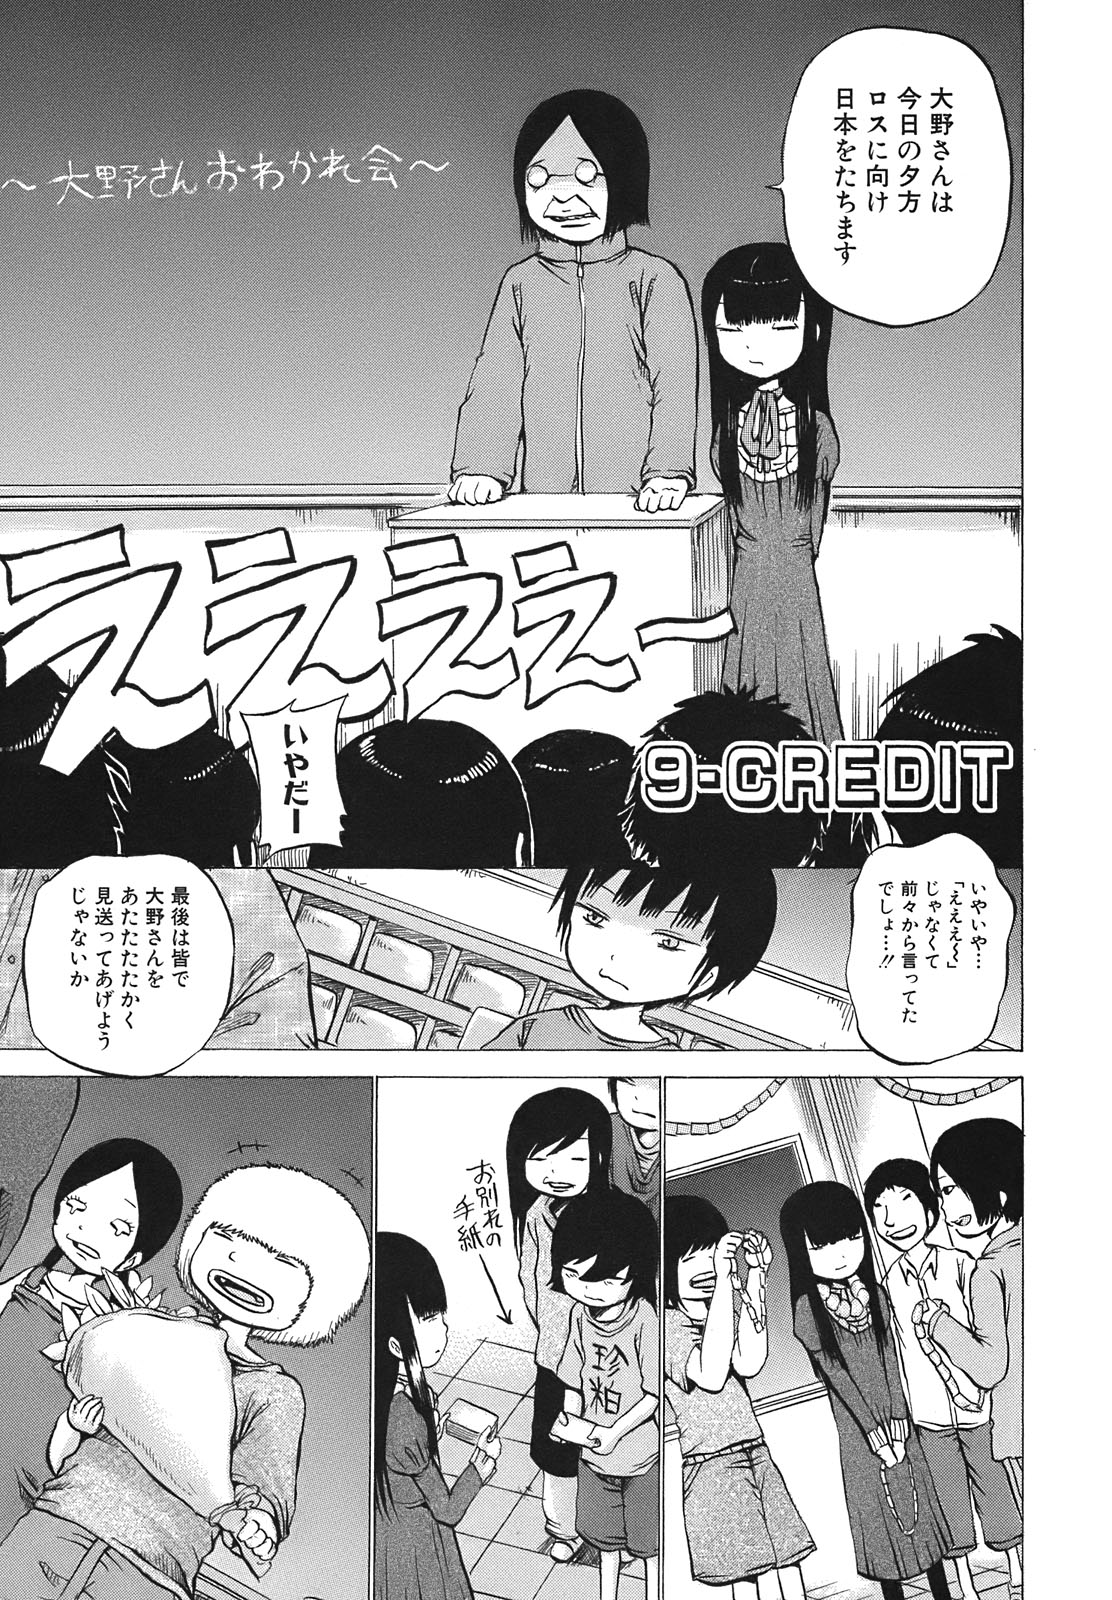 大野さんは
今日の夕方
ロスに向け
日本をたちます
～大野さんおわかれ会～
ええええー
いやだー
9-CREDIT
いやいや…
「えええ～」
じゃなくて
前々から言ってた
でしょ…!!
最後は皆で
大野さんを
あたたたたかく
見送ってあげよう
じゃないか
お別れの
手紙
珍粕